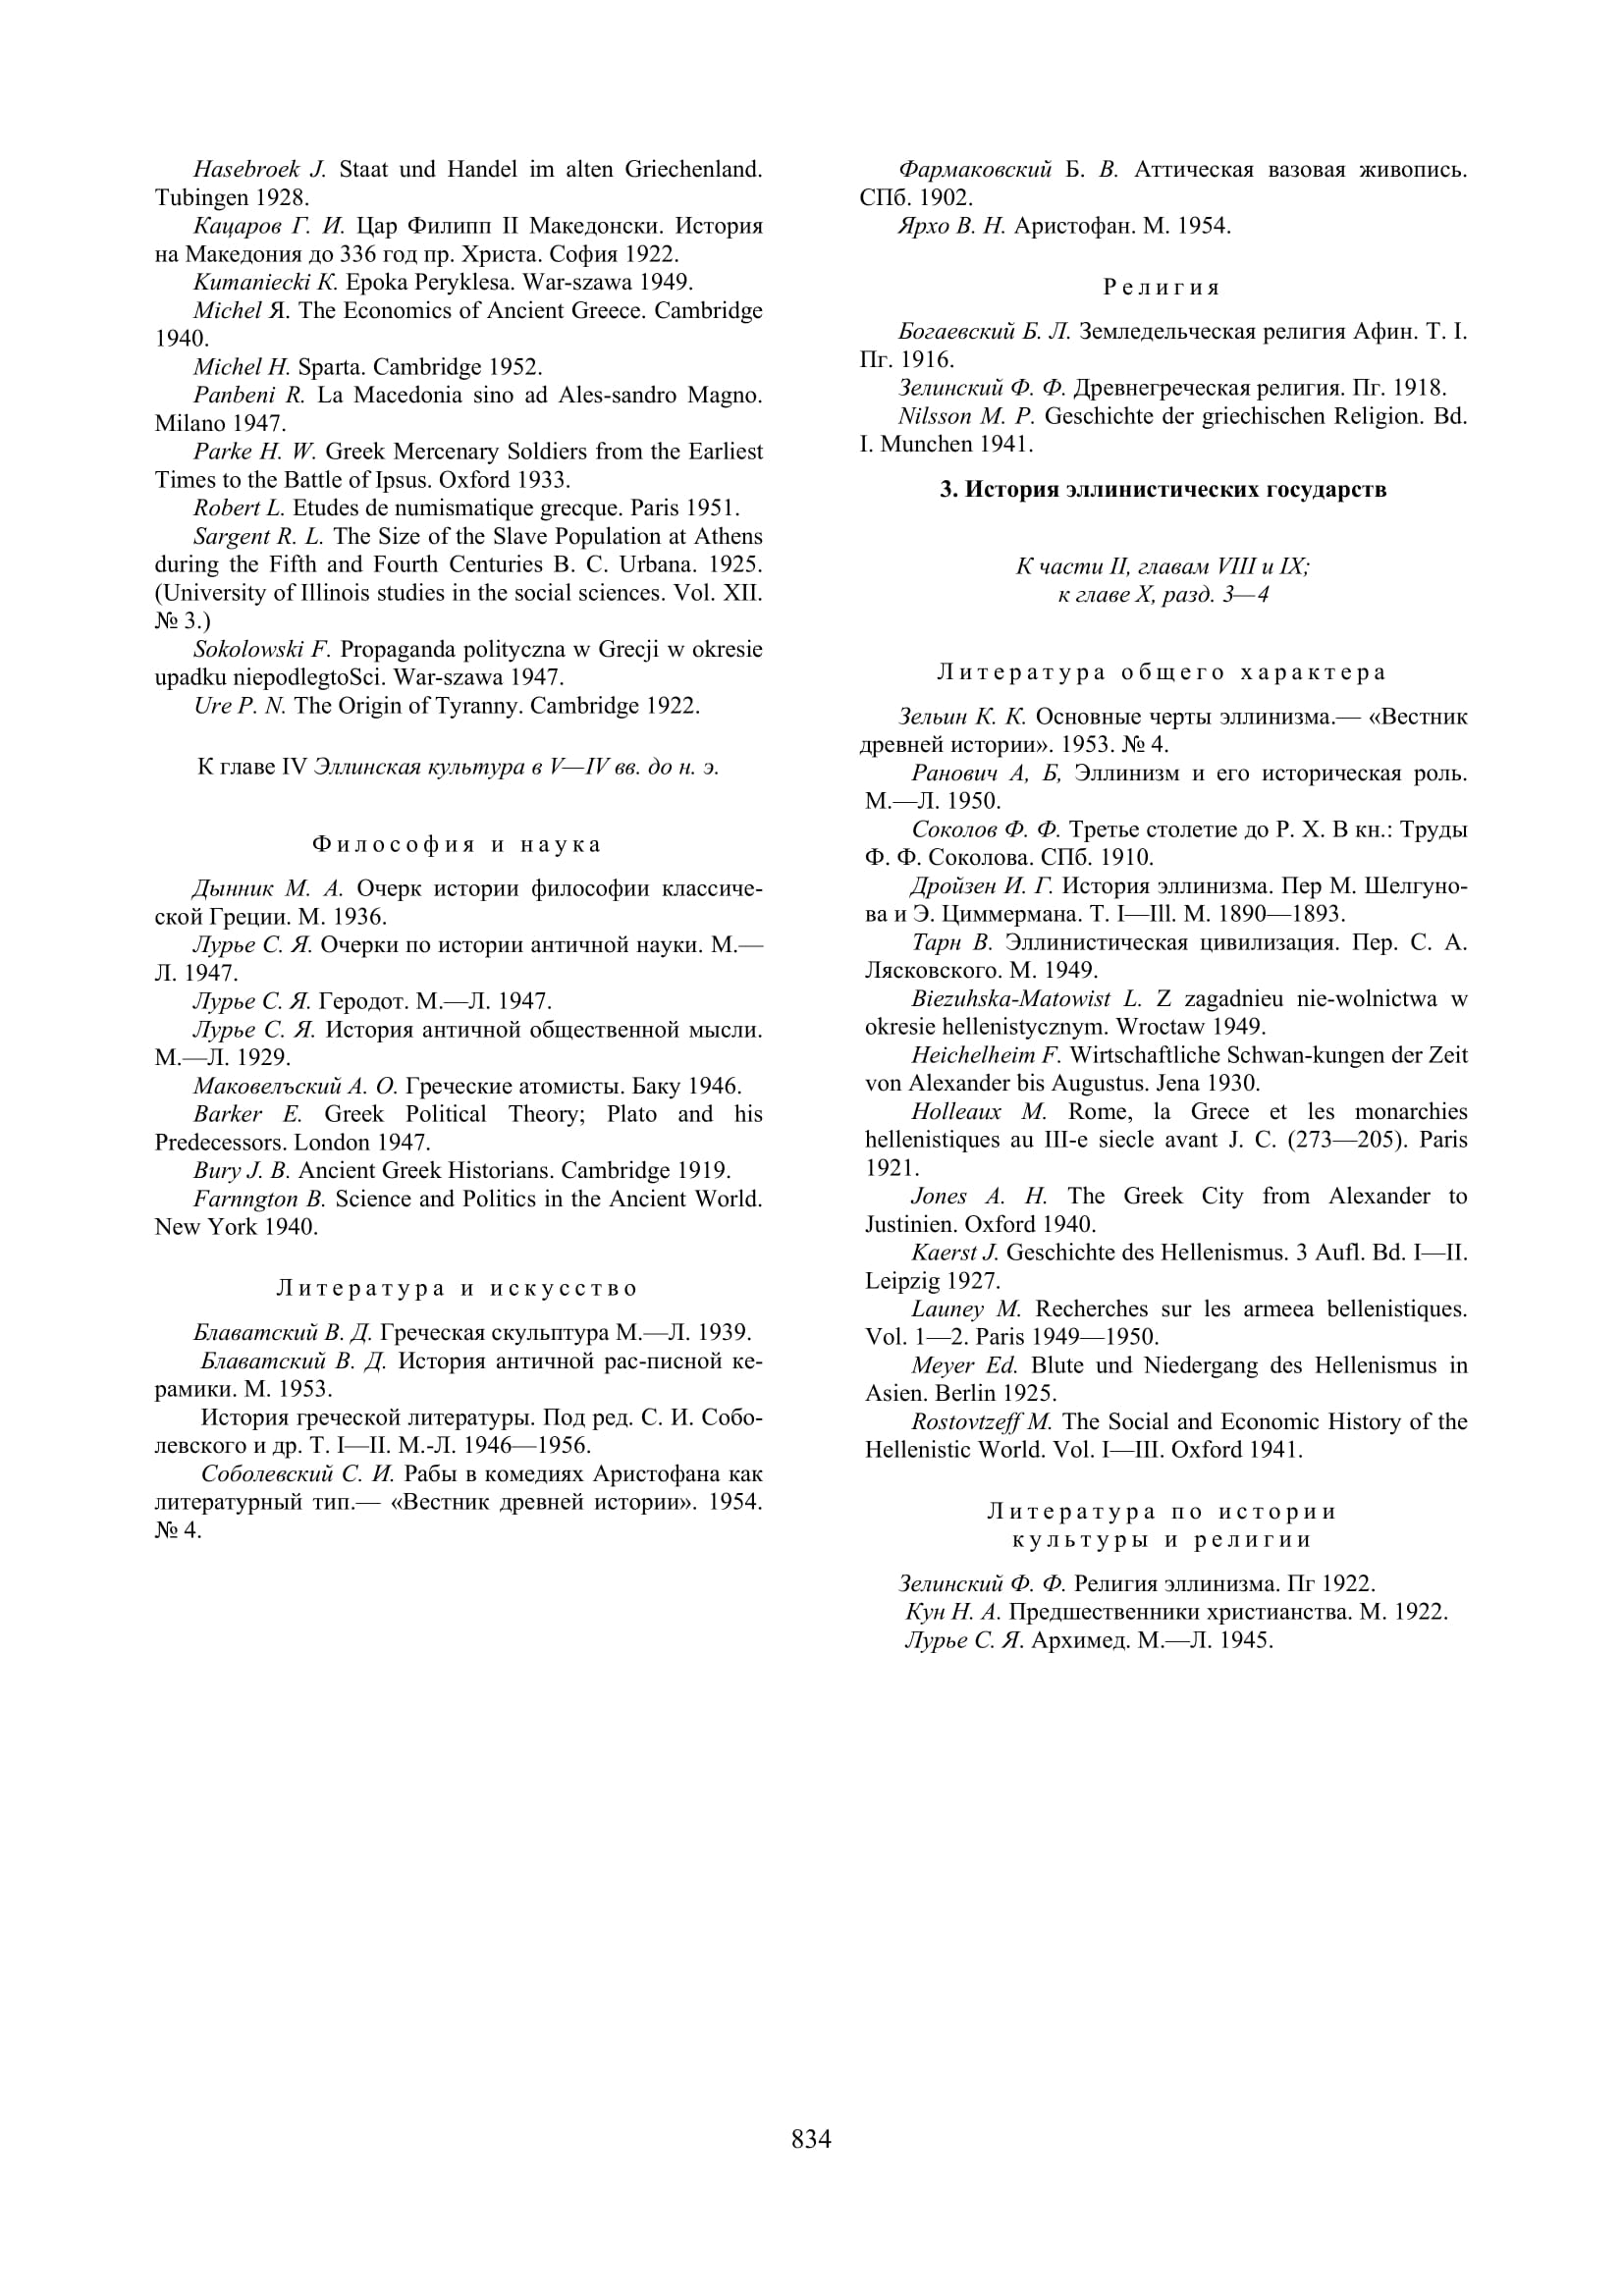 Hasebroek J. Staat und Handel im alten Griechenland.
Tubingen 1928.
Кацаров Г. И. Цар Филипп II Македонски. История
на Македония до 336 год пр. Христа. София 1922.
Kumaniecki K. Epoka Peryklesa. War-szawa 1949.
Michel Я. The Economics of Ancient Greece. Cambridge
1940.
Michel H. Sparta. Cambridge 1952.
Panbeni R. La Macedonia sino ad Ales-sandro Magno.
Milano 1947.
Parke H. W. Greek Mercenary Soldiers from the Earliest
Times to the Battle of Ipsus. Oxford 1933.
Robert L. Etudes de numismatique grecque. Paris 1951.
Sargent R. L. The Size of the Slave Population at Athens
during the Fifth and Fourth Centuries B. C. Urbana. 1925.
(University of Illinois studies in the social sciences. Vol. XII.
№ 3.)
Sokolowski F. Propaganda polityczna w Grecji w okresie
upadku niepodlegtoSci. War-szawa 1947.
Ure P. N. The Origin of Tyranny. Cambridge 1922.
К главе IV Эллинская культура в V—IV вв. до н. э.
Философия и наука
Дынник М. А. Очерк истории философии классиче-
ской Греции. М. 1936.
Лурье С. Я. Очерки по истории античной науки. М.—
Л. 1947.
Лурье С. Я. Геродот. М.—Л. 1947.
Лурье С. Я. История античной общественной мысли.
М.—Л. 1929.
Маковелъский А. О. Греческие атомисты. Баку 1946.
Barker E. Greek Political Theory; Plato and his
Predecessors. London 1947.
Bury J. B. Ancient Greek Historians. Cambridge 1919.
Farnngton B. Science and Politics in the Ancient World.
New York 1940.
Литература и искусство
Блаватский В. Д. Греческая скульптура М.—Л. 1939.
Блаватский В. Д. История античной рас-писной ке-
рамики. М. 1953.
История греческой литературы. Под ред. С. И. Собо-
левского и др. Т. I—II. М.-Л. 1946—1956.
Соболевский С. И. Рабы в комедиях Аристофана как
литературный тип.— «Вестник древней истории». 1954.
№ 4.
Фармаковский Б. В. Аттическая вазовая живопись.
СПб. 1902.
Ярхо В. Н. Аристофан. М. 1954.
Религия
Богаевский Б. Л. Земледельческая религия Афин. Т. I.
Пг. 1916.
Зелинский Ф. Ф. Древнегреческая религия. Пг. 1918.
Nilsson M. P. Geschichte der griechischen Religion. Bd.
I. Munchen 1941.
3. История эллинистических государств
К части II, главам VIII и IX;
к главе X, разд. 3—4
Литература общего характера
Зельин К. К. Основные черты эллинизма.— «Вестник
древней истории». 1953. № 4.
Ранович А, Б, Эллинизм и его историческая роль.
М.—Л. 1950.
Соколов Ф. Ф. Третье столетие до Р. X. В кн.: Труды
Ф. Ф. Соколова. СПб. 1910.
Дройзен И. Г. История эллинизма. Пер М. Шелгуно-
ва и Э. Циммермана. Т. I—Ill. М. 1890—1893.
Тарн В. Эллинистическая цивилизация. Пер. С. А.
Лясковского. М. 1949.
Biezuhska-Matowist L. Z zagadnieu nie-wolnictwa w
okresie hellenistycznym. Wroctaw 1949.
Heichelheim F. Wirtschaftliche Schwan-kungen der Zeit
von Alexander bis Augustus. Jena 1930.
Holleaux M. Rome, la Grece et les monarchies
hellenistiques au III-e siecle avant J. C. (273—205). Paris
1921.
Jones A. H. The Greek City from Alexander to
Justinien. Oxford 1940.
Kaerst J. Geschichte des Hellenismus. 3 Aufl. Bd. I—II.
Leipzig 1927.
Launey M. Recherches sur les armeea bellenistiques.
Vol. 1—2. Paris 1949—1950.
Meyer Ed. Blute und Niedergang des Hellenismus in
Asien. Berlin 1925.
Rostovtzeff M. The Social and Economic History of the
Hellenistic World. Vol. I—III. Oxford 1941.
Литература по истории
культуры и религии
Зелинский Ф. Ф. Религия эллинизма. Пг 1922.
Кун Н. А. Предшественники христианства. М. 1922.
Лурье С. Я. Архимед. М.—Л. 1945.
834